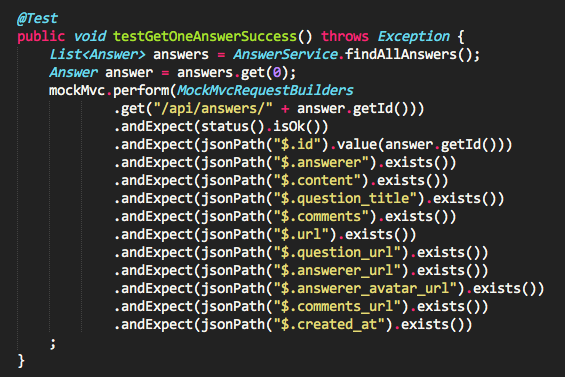 @Test
public void testGetOneAnswerSuccess() throws Exception {
    List<Answer> answers = AnswerService.findAllAnswers();
    Answer answer = answers.get(0);
    mockMvc.perform(MockMvcRequestBuilders
            .get("/api/answers/" + answer.getId()))
            .andExpect(status().isOk())
            .andExpect(jsonPath("$.id").value(answer.getId()))
            .andExpect(jsonPath("$.answerer").exists())
            .andExpect(jsonPath("$.content").exists())
            .andExpect(jsonPath("$.question_title").exists())
            .andExpect(jsonPath("$.comments").exists())
            .andExpect(jsonPath("$.url").exists())
            .andExpect(jsonPath("$.question_url").exists())
            .andExpect(jsonPath("$.answerer_url").exists())
            .andExpect(jsonPath("$.answerer_avatar_url").exists())
            .andExpect(jsonPath("$.comments_url").exists())
            .andExpect(jsonPath("$.created_at").exists())
    ;
}